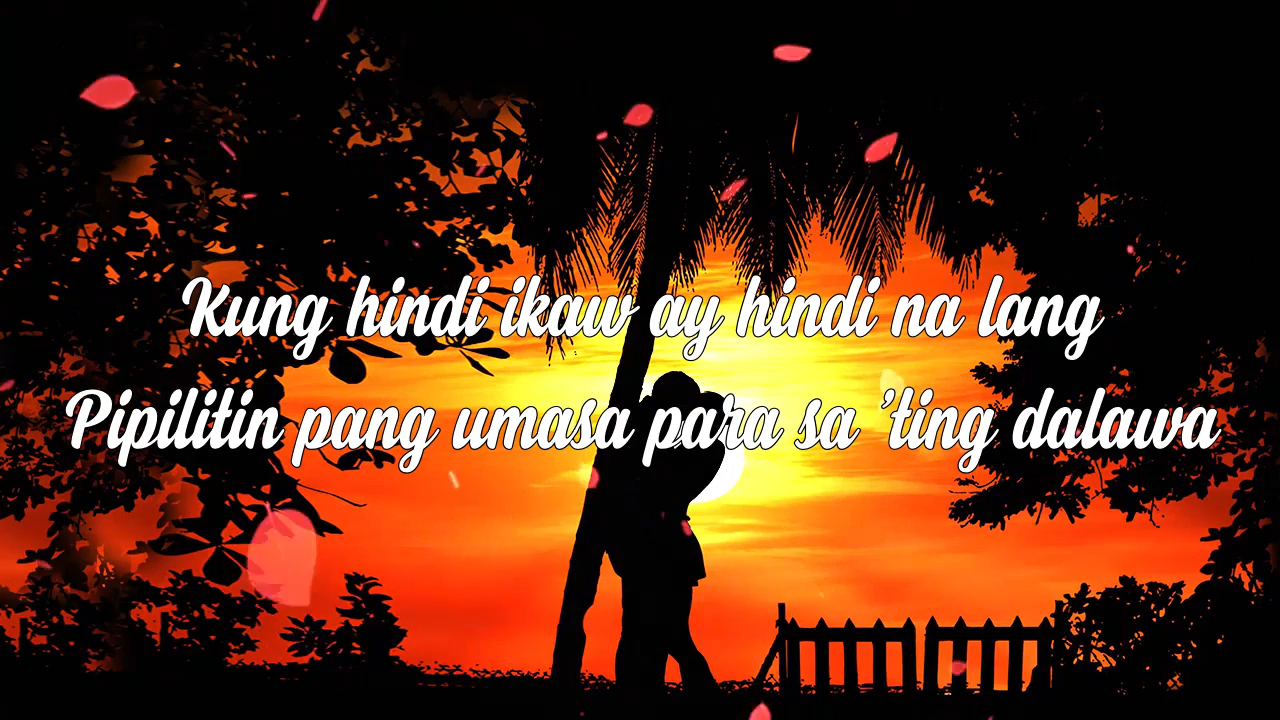 Kung hindi ikaw ay hindi na lang
Pipilitin pang umasa para sa 'ting dalawa